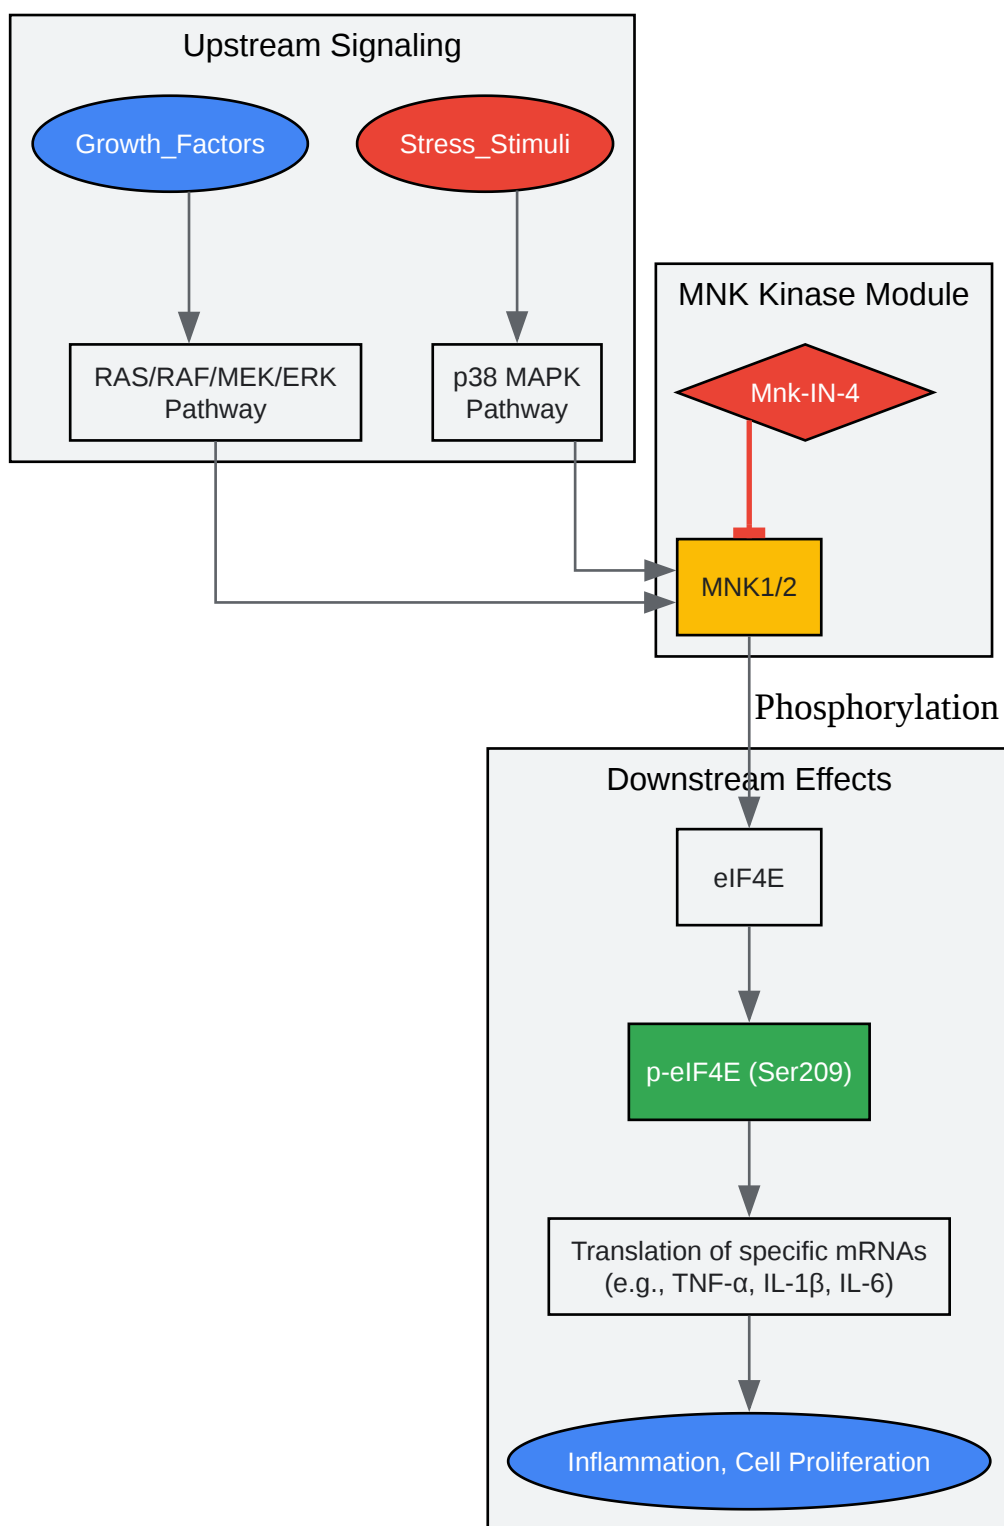 Upstream Signaling
Growth_Factors
Stress_Stimuli
RAS/RAF/MEK/ERK
Pathway
p38 MAPK
Pathway
MNK Kinase Module
Mnk-IN-4
MNK1/2
Phosphorylation
Downstream Effects
eIF4E
p-eIF4E (Ser209)
Translation of specific mRNAs
(e.g., TNF-α, IL-1β, IL-6)
Inflammation, Cell Proliferation